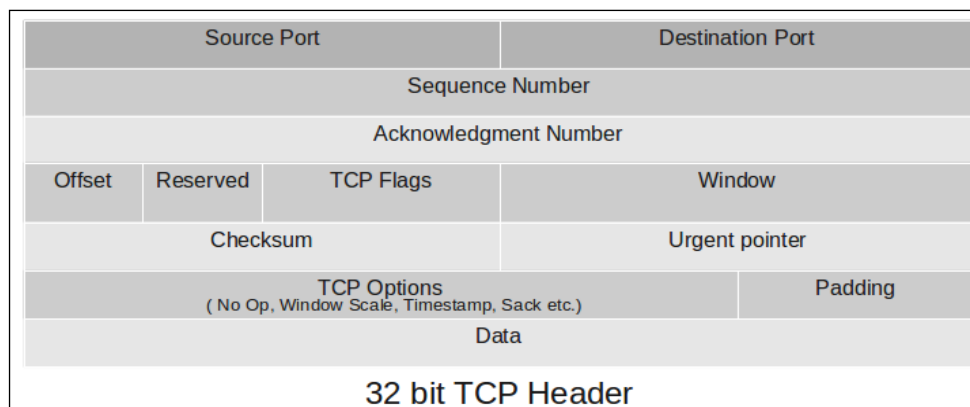 Source Port Destination Port
Sequence Number
Acknowledgment Number
Offset Reserved TCP Flags Window
Checksum Urgent pointer
TCP Options Padding
( No Op, Window Scale, Timestamp, Sack etc.)
Data
32 bit TCP Header